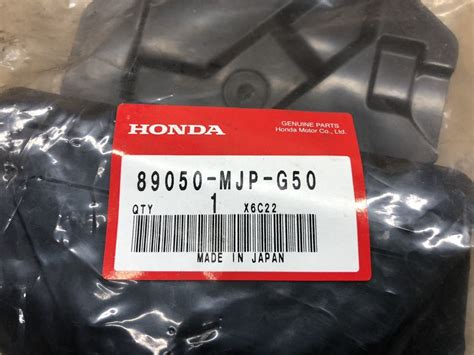 HONDA
GENUINE PARTS
Honda Motor Co., Ltd.
89050-MJP-G50
QTY 1 X6C22
MADE IN JAPAN